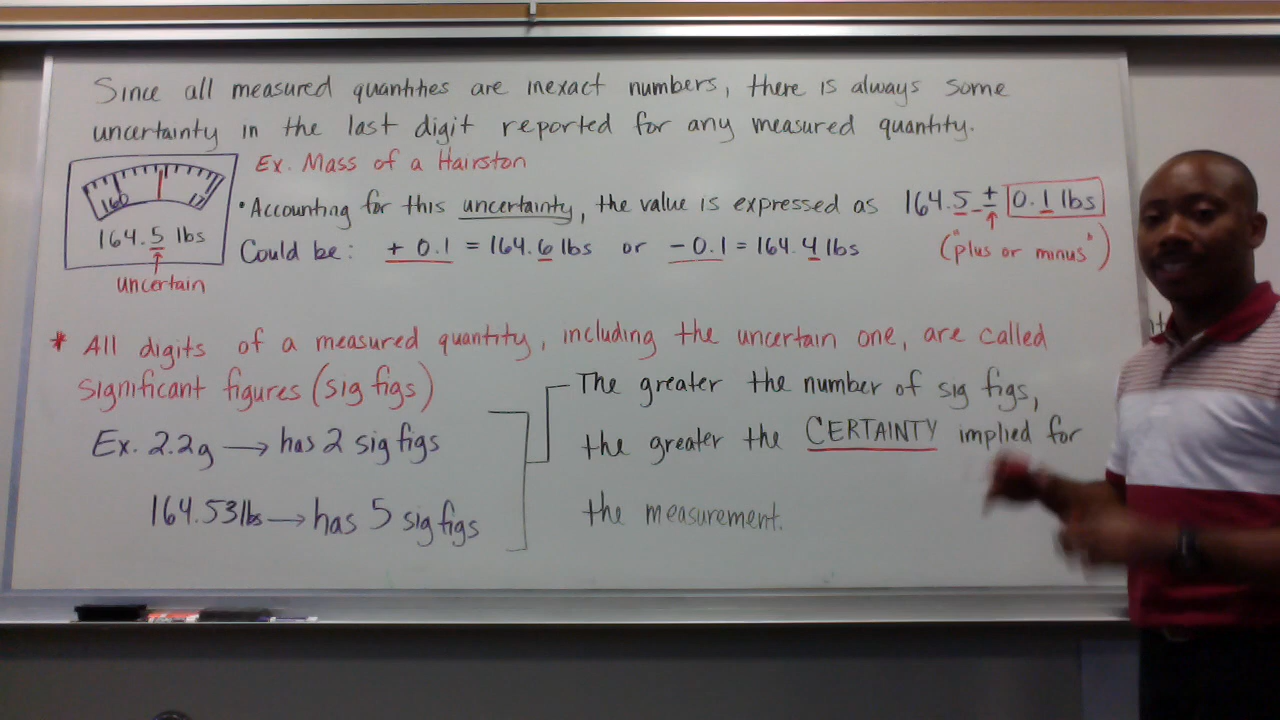 Since all measured quantities are inexact numbers, there is always some
uncertainty in the last digit reported for any measured quantity.
Ex. Mass of a Hairston
160
17
164.5 lbs
uncertain
• Accounting for this uncertainty, the value is expressed as 164.5 ± 0.1 lbs
Could be: + 0.1 = 164.6 lbs or - 0.1 = 164.4 lbs ("plus or minus")
* All digits of a measured quantity, including the uncertain one, are called
significant figures (sig figs)
Ex. 2.2g → has 2 sig figs
164.53lbs → has 5 sig figs
The greater the number of sig figs,
the greater the CERTAINTY implied for
the measurement.